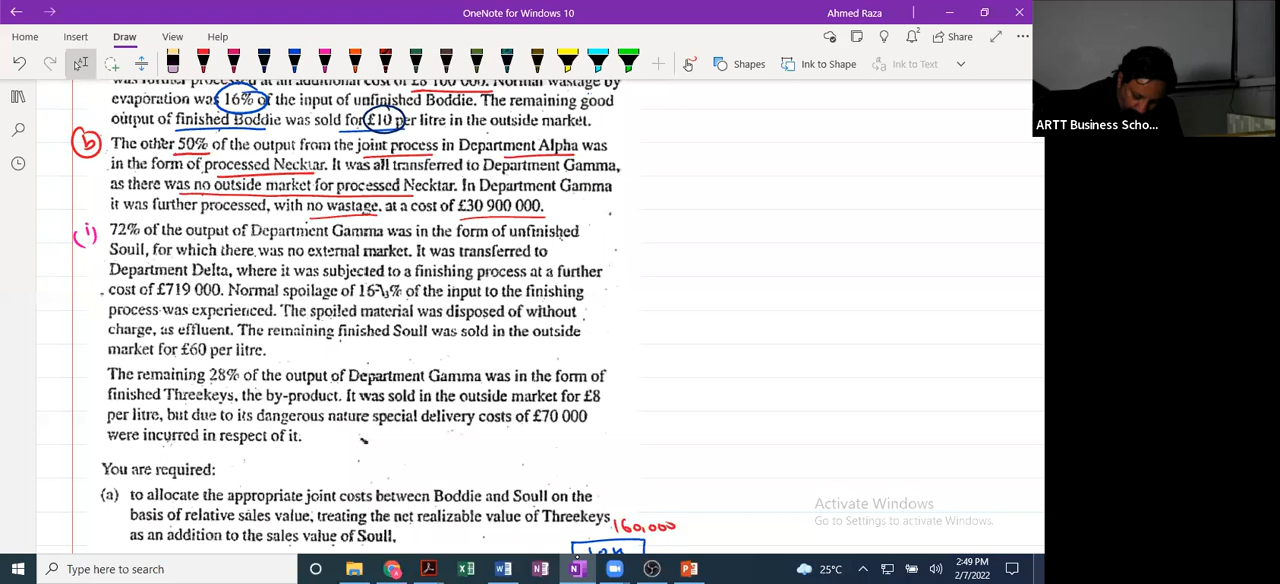 OneNote for Windows 10
Ahmed Raza
Home
Insert
Draw
View
Help
Share
Shapes
Ink to Shape
Ink to Text
was further processed at an additional cost of £8 100 000. Normal wastage by
evaporation was 16% of the input of unfinished Boddie. The remaining good
output of finished Boddie was sold for £10 per litre in the outside market.
b
The other 50% of the output from the joint process in Department Alpha was
in the form of processed Necktar. It was all transferred to Department Gamma,
as there was no outside market for processed Necktar. In Department Gamma
it was further processed, with no wastage, at a cost of £30 900 000.
(i)
72% of the output of Department Gamma was in the form of unfinished
Soull, for which there was no external market. It was transferred to
Department Delta, where it was subjected to a finishing process at a further
cost of £719 000. Normal spoilage of 16⅔% of the input to the finishing
process was experienced. The spoiled material was disposed of without
charge, as effluent. The remaining finished Soull was sold in the outside
market for £60 per litre.
The remaining 28% of the output of Department Gamma was in the form of
finished Threekeys, the by-product. It was sold in the outside market for £8
per litre, but due to its dangerous nature special delivery costs of £70 000
were incurred in respect of it.
You are required:
(a) to allocate the appropriate joint costs between Boddie and Soull on the
basis of relative sales value, treating the net realizable value of Threekeys
as an addition to the sales value of Soull,
160,000
Activate Windows
Go to Settings to activate Windows.
Type here to search
25°C
2:49 PM
2/7/2022
ARTT Business Scho...